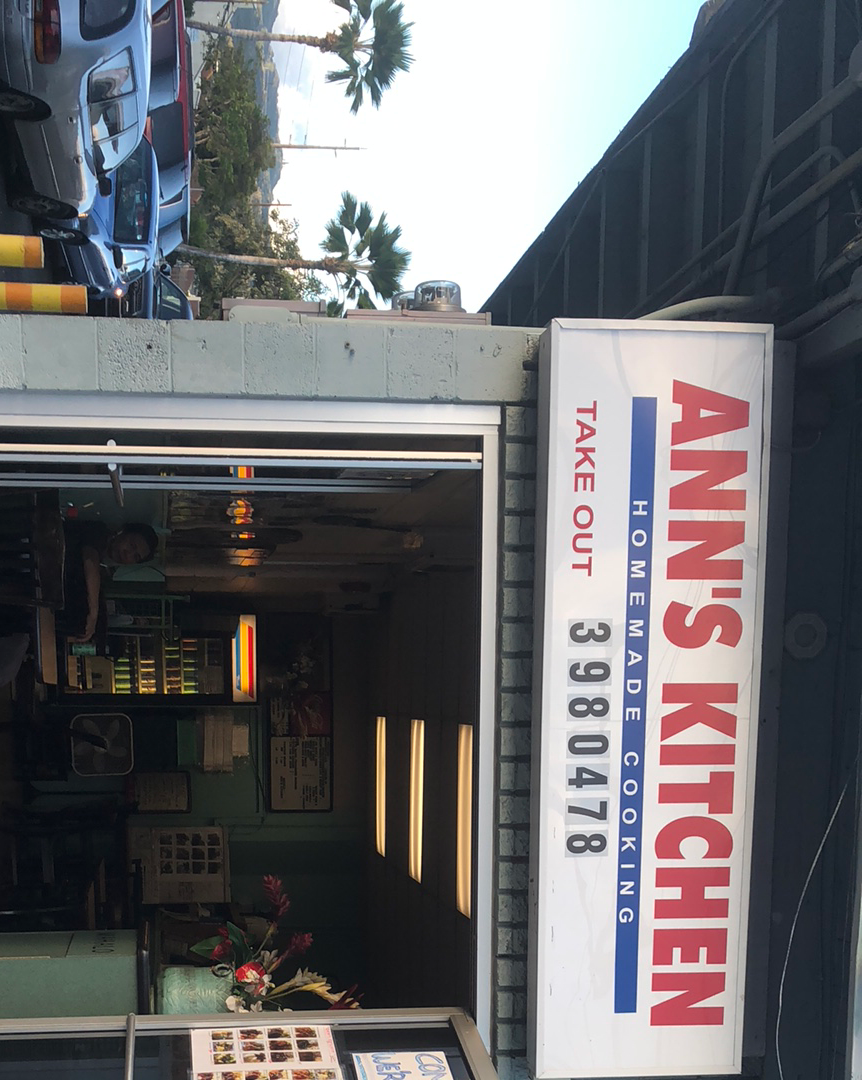 ANN'S KITCHEN
HOMEMADE COOKING
TAKE OUT 3980478